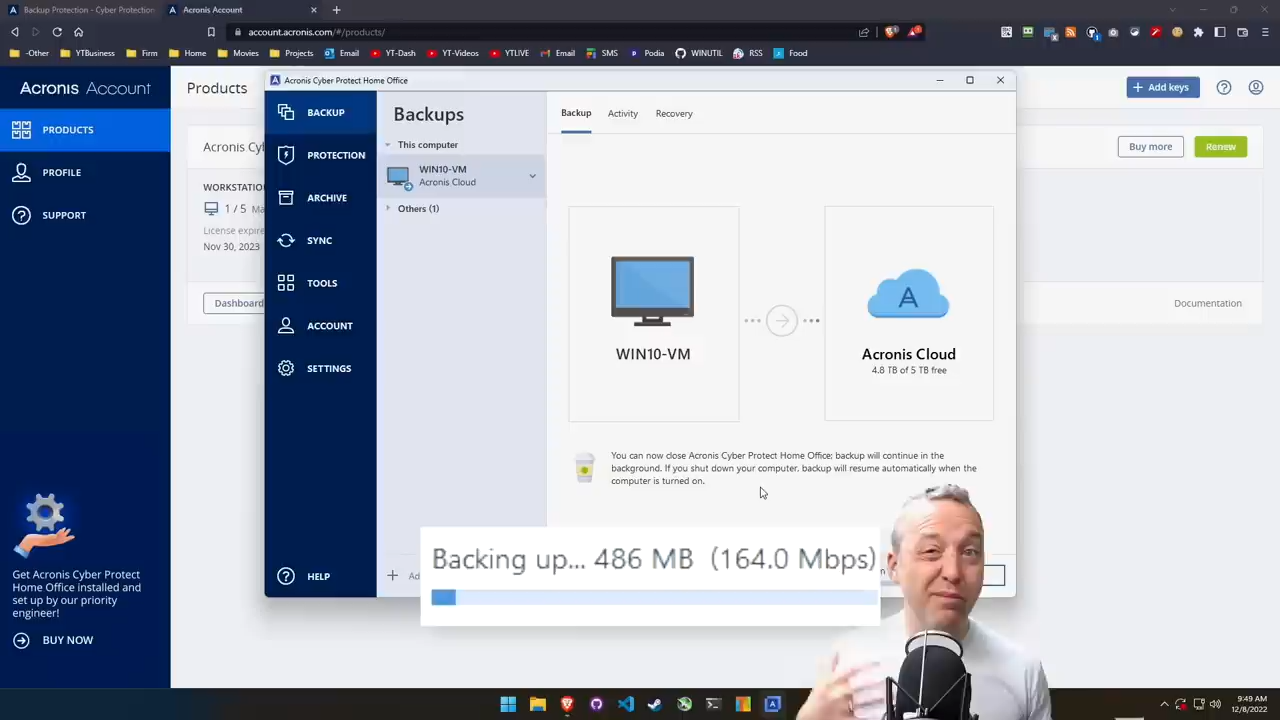 Backup Protection - Cyber Protection
Acronis Account
account.acronis.com/#/products/
-Other
YTBusiness
Firm
Home
Movies
Projects
Email
YT-Dash
YT-Videos
YTLIVE
Email
SMS
Podia
WINUTIL
RSS
Food
Acronis Account
PRODUCTS
PROFILE
SUPPORT
Get Acronis Cyber Protect
Home Office installed and
set up by our priority
engineer!
BUY NOW
Products
Add keys
Acronis Cy
Buy more
Renew
WORKSTATIO
1 / 5 Ma
License expire
Nov 30, 2023
Dashboard
Documentation
Acronis Cyber Protect Home Office
BACKUP
PROTECTION
ARCHIVE
SYNC
TOOLS
ACCOUNT
SETTINGS
HELP
Backups
This computer
WIN10-VM
Acronis Cloud
Others (1)
Ad
Backup
Activity
Recovery
WIN10-VM
Acronis Cloud
4.8 TB of 5 TB free
You can now close Acronis Cyber Protect Home Office: backup will continue in the
background. If you shut down your computer, backup will resume automatically when the
computer is turned on.
Backing up... 486 MB (164.0 Mbps)
9:49 AM
12/8/2022